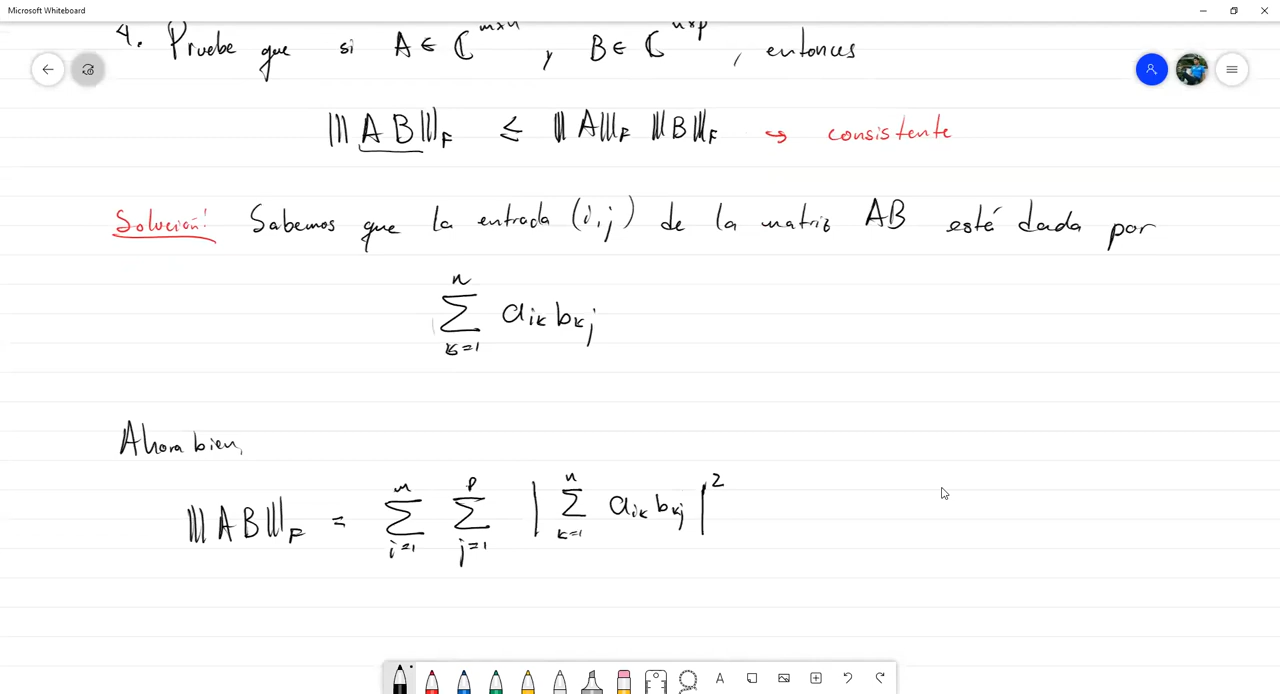 Microsoft Whiteboard
4. Pruebe que si A ∈ ℂ^{m×n} y B ∈ ℂ^{n×p}, entonces
|||AB|||_F ≤ |||A|||_F |||B|||_F → consistente
Solución: Sabemos que la entrada (i,j) de la matriz AB esté dada por
∑_{k=1}^{n} a_{ik} b_{kj}
Ahora bien,
|||AB|||_F = ∑_{i=1}^{m} ∑_{j=1}^{p} | ∑_{k=1}^{n} a_{ik} b_{kj} |^2